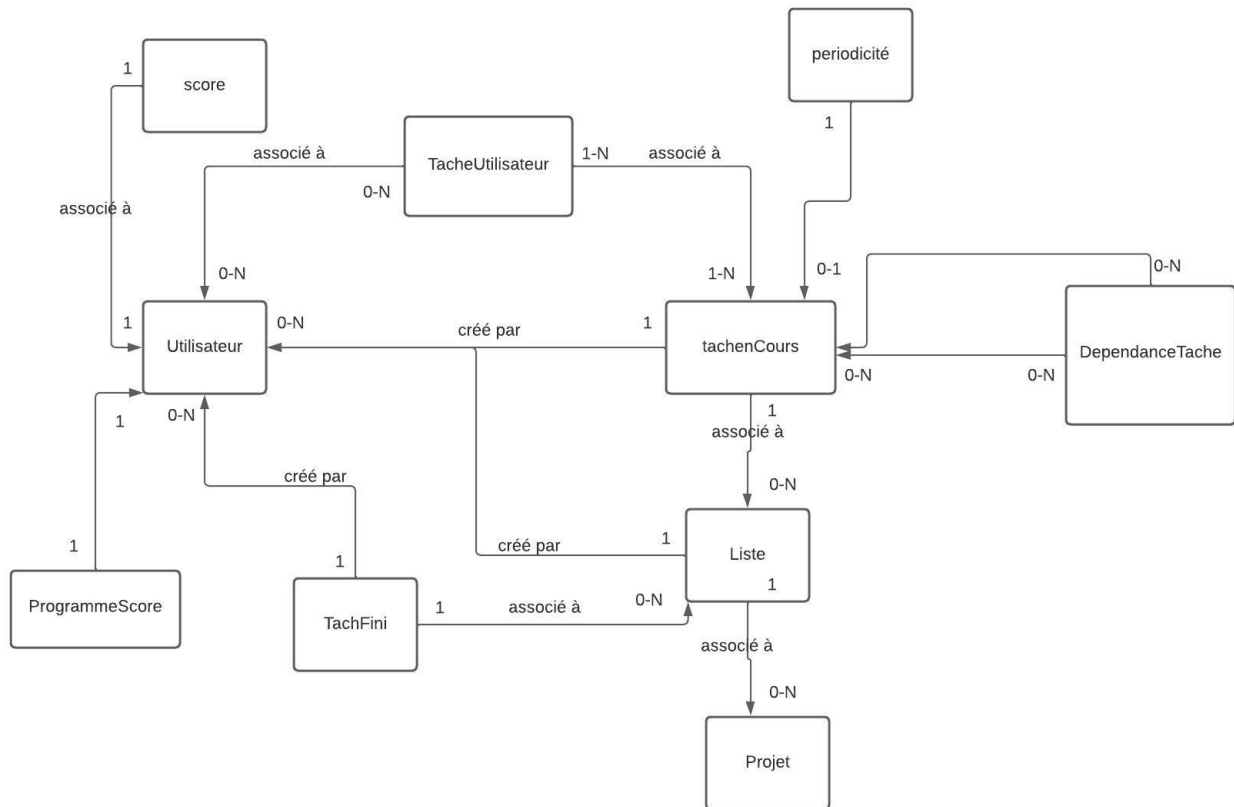 periodicité
1
score
1
associé à
TacheUtilisateur
1-N
associé à
0-N
associé à
0-N
0-N
1-N
0-1
1
Utilisateur
0-N
créé par
1
tachenCours
DependanceTache
0-N
0-N
1
0-N
1
associé à
créé par
0-N
1
créé par
1
Liste
1
1
ProgrammeScore
TachFini
1
associé à
0-N
1
associé à
0-N
Projet